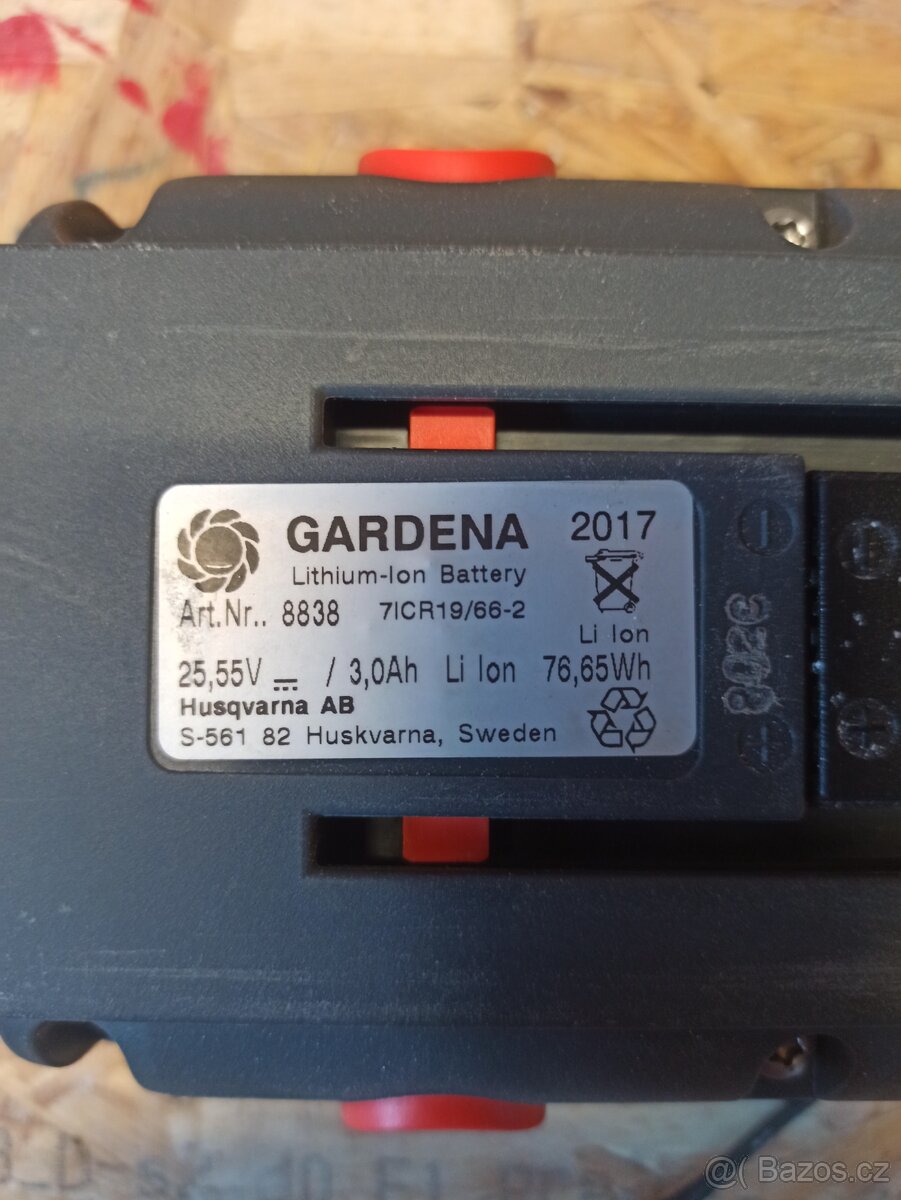 GARDENA 2017
Lithium-Ion Battery
Art.Nr.. 8838 7ICR19/66-2
Li Ion
25,55V / 3,0Ah Li Ion 76,65Wh
Husqvarna AB
S-561 82 Huskvarna, Sweden
@ Bazos.cz